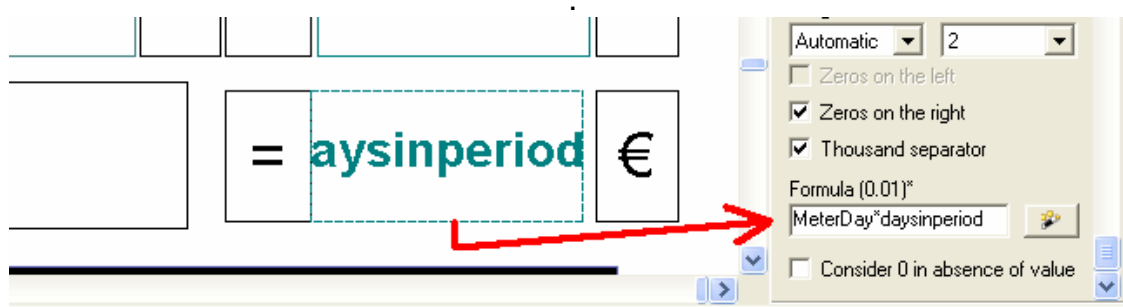 Automatic 2
Zeros on the left
Zeros on the right
Thousand separator
= aysinperiod €
Formula (0.01)*
MeterDay*daysinperiod
Consider 0 in absence of value